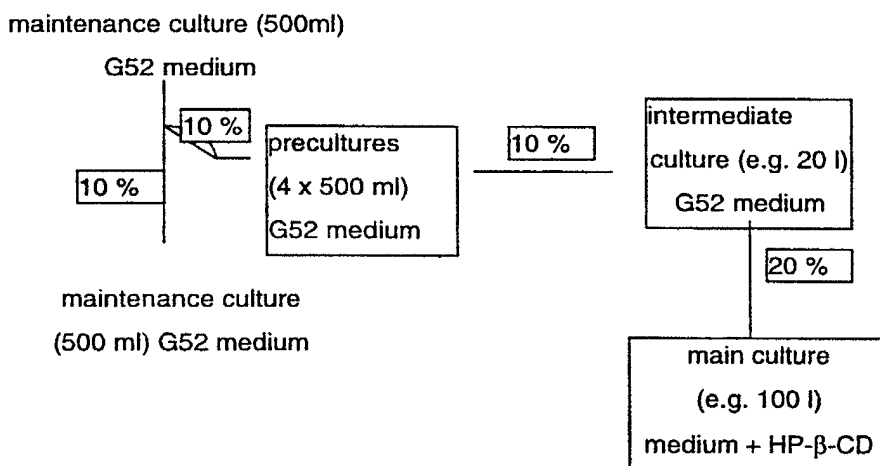 maintenance culture (500ml)
G52 medium
10 %
10 %
precultures
(4 x 500 ml)
G52 medium
10 %
intermediate
culture (e.g. 20 l)
G52 medium
20 %
maintenance culture
(500 ml) G52 medium
main culture
(e.g. 100 l)
medium + HP-β-CD